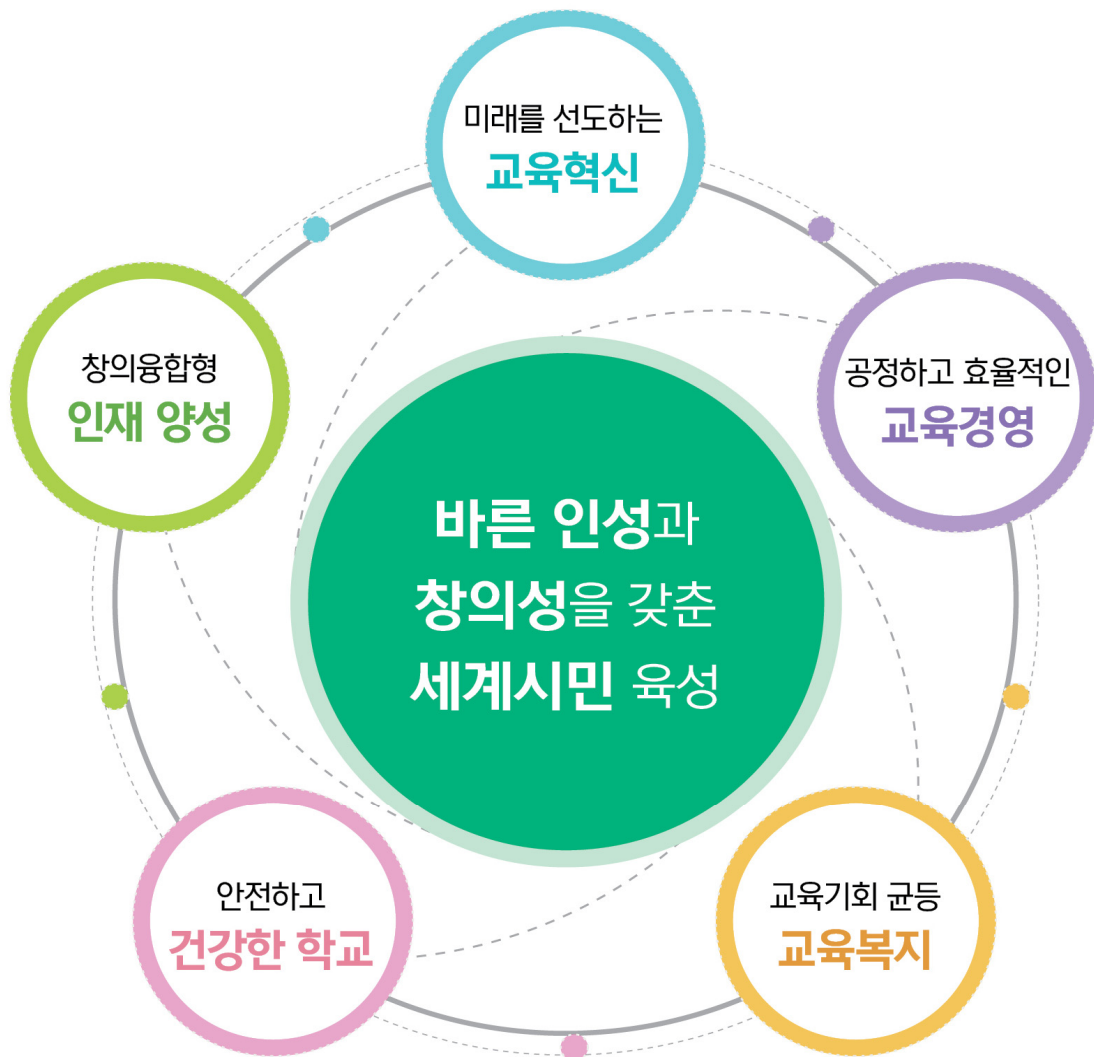 미래를 선도하는
교육혁신
창의융합형
인재 양성
공정하고 효율적인
교육경영
바른 인성과
창의성을 갖춘
세계시민 육성
안전하고
건강한 학교
교육기회 균등
교육복지